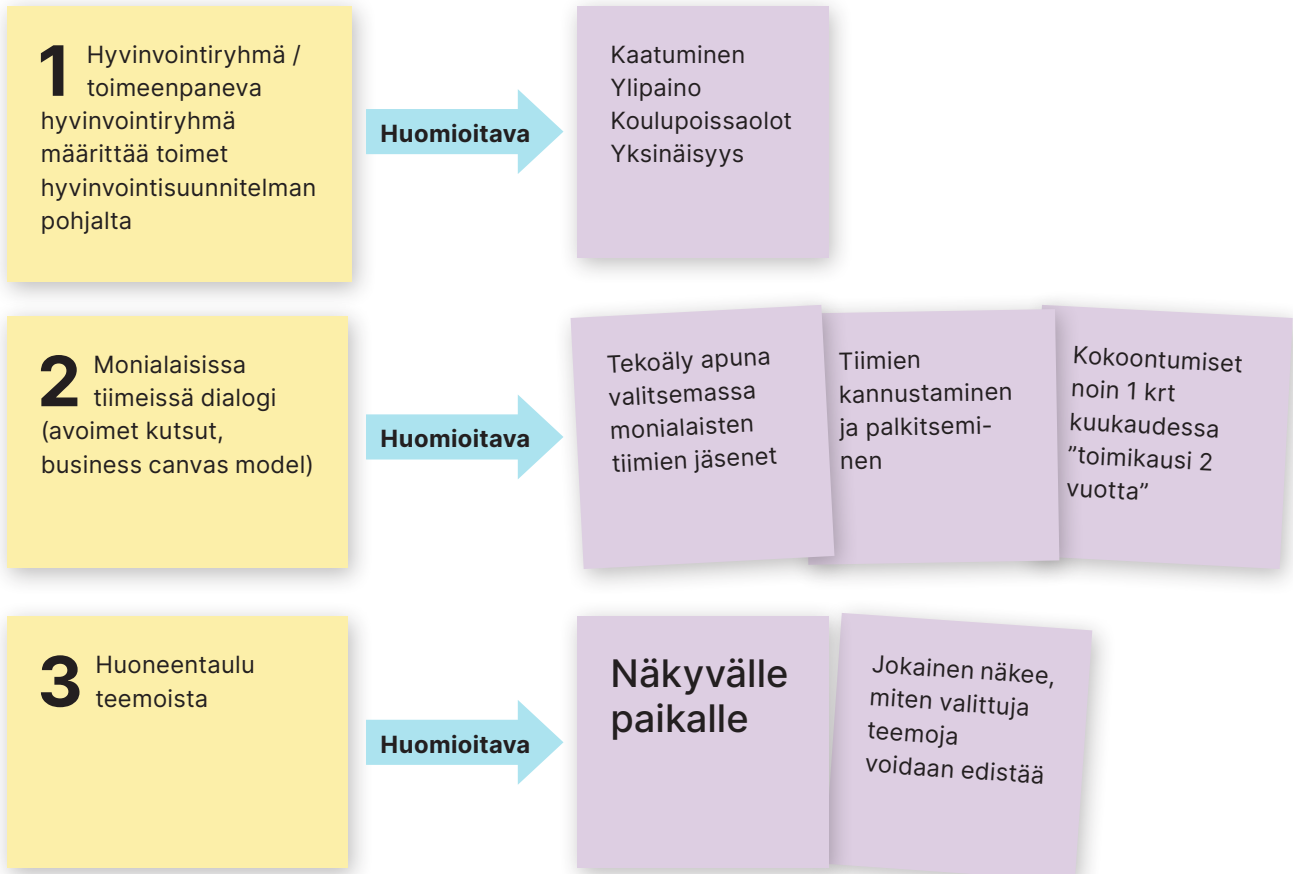 1 Hyvinvointiryhmä /
toimeenpaneva
hyvinvointiryhmä
määrittää toimet
hyvinvointisuunnitelman
pohjalta
Huomioitava
Kaatuminen
Ylipaino
Koulupoissaolot
Yksinäisyys
2 Monialaisissa
tiimeissä dialogi
(avoimet kutsut,
business canvas model)
Huomioitava
Tekoäly apuna
valitsemassa
monialaisten
tiimien jäsenet
Tiimien
kannustaminen
ja palkitsemi-
nen
Kokoontumiset
noin 1 krt
kuukaudessa
”toimikausi 2
vuotta”
3 Huoneentaulu
teemoista
Huomioitava
Näkyvälle
paikalle
Jokainen näkee,
miten valittuja
teemoja
voidaan edistää